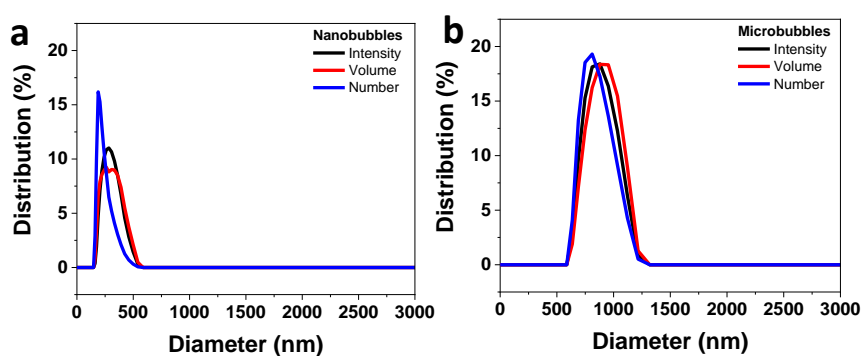 a
Nanobubbles
Intensity
Volume
Number
20
15
10
5
0
Distribution (%)
0 500 1000 1500 2000 2500 3000
Diameter (nm)
b
Microbubbles
Intensity
Volume
Number
20
15
10
5
0
Distribution (%)
0 500 1000 1500 2000 2500 3000
Diameter (nm)